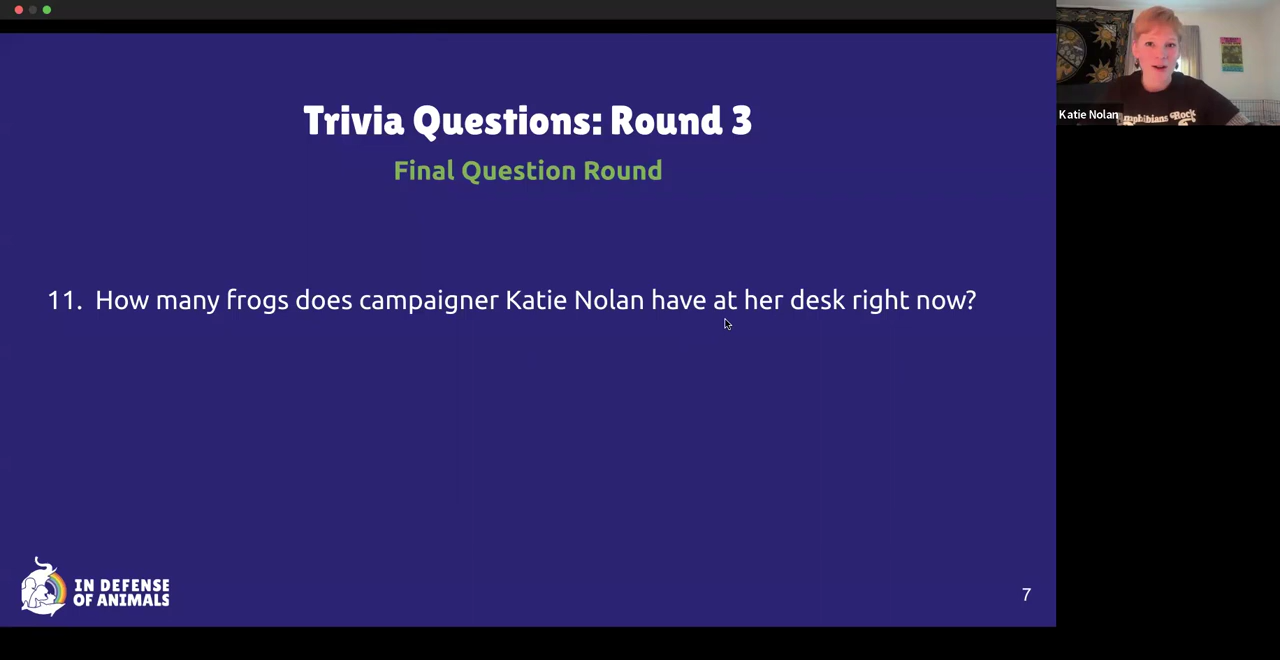 Trivia Questions: Round 3
Final Question Round
11. How many frogs does campaigner Katie Nolan have at her desk right now?
IN DEFENSE
OF ANIMALS
7
Katie Nolan
Rock